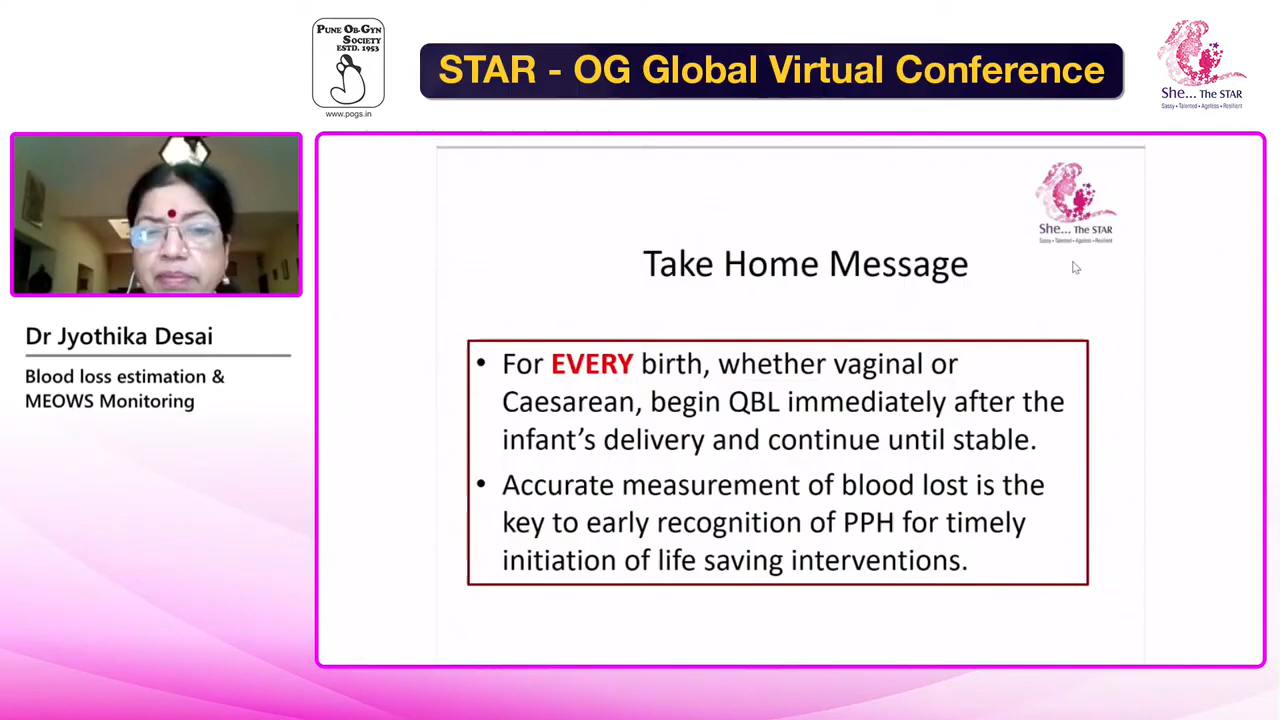 PUNE OB-GYN
SOCIETY
ESTD. 1953
www.pogs.in
STAR - OG Global Virtual Conference
She... The STAR
Sassy • Talented • Ageless • Resilient
She... The STAR
Sassy • Talented • Ageless • Resilient
Take Home Message
• For EVERY birth, whether vaginal or
Caesarean, begin QBL immediately after the
infant’s delivery and continue until stable.
• Accurate measurement of blood lost is the
key to early recognition of PPH for timely
initiation of life saving interventions.
Dr Jyothika Desai
Blood loss estimation &
MEOWS Monitoring